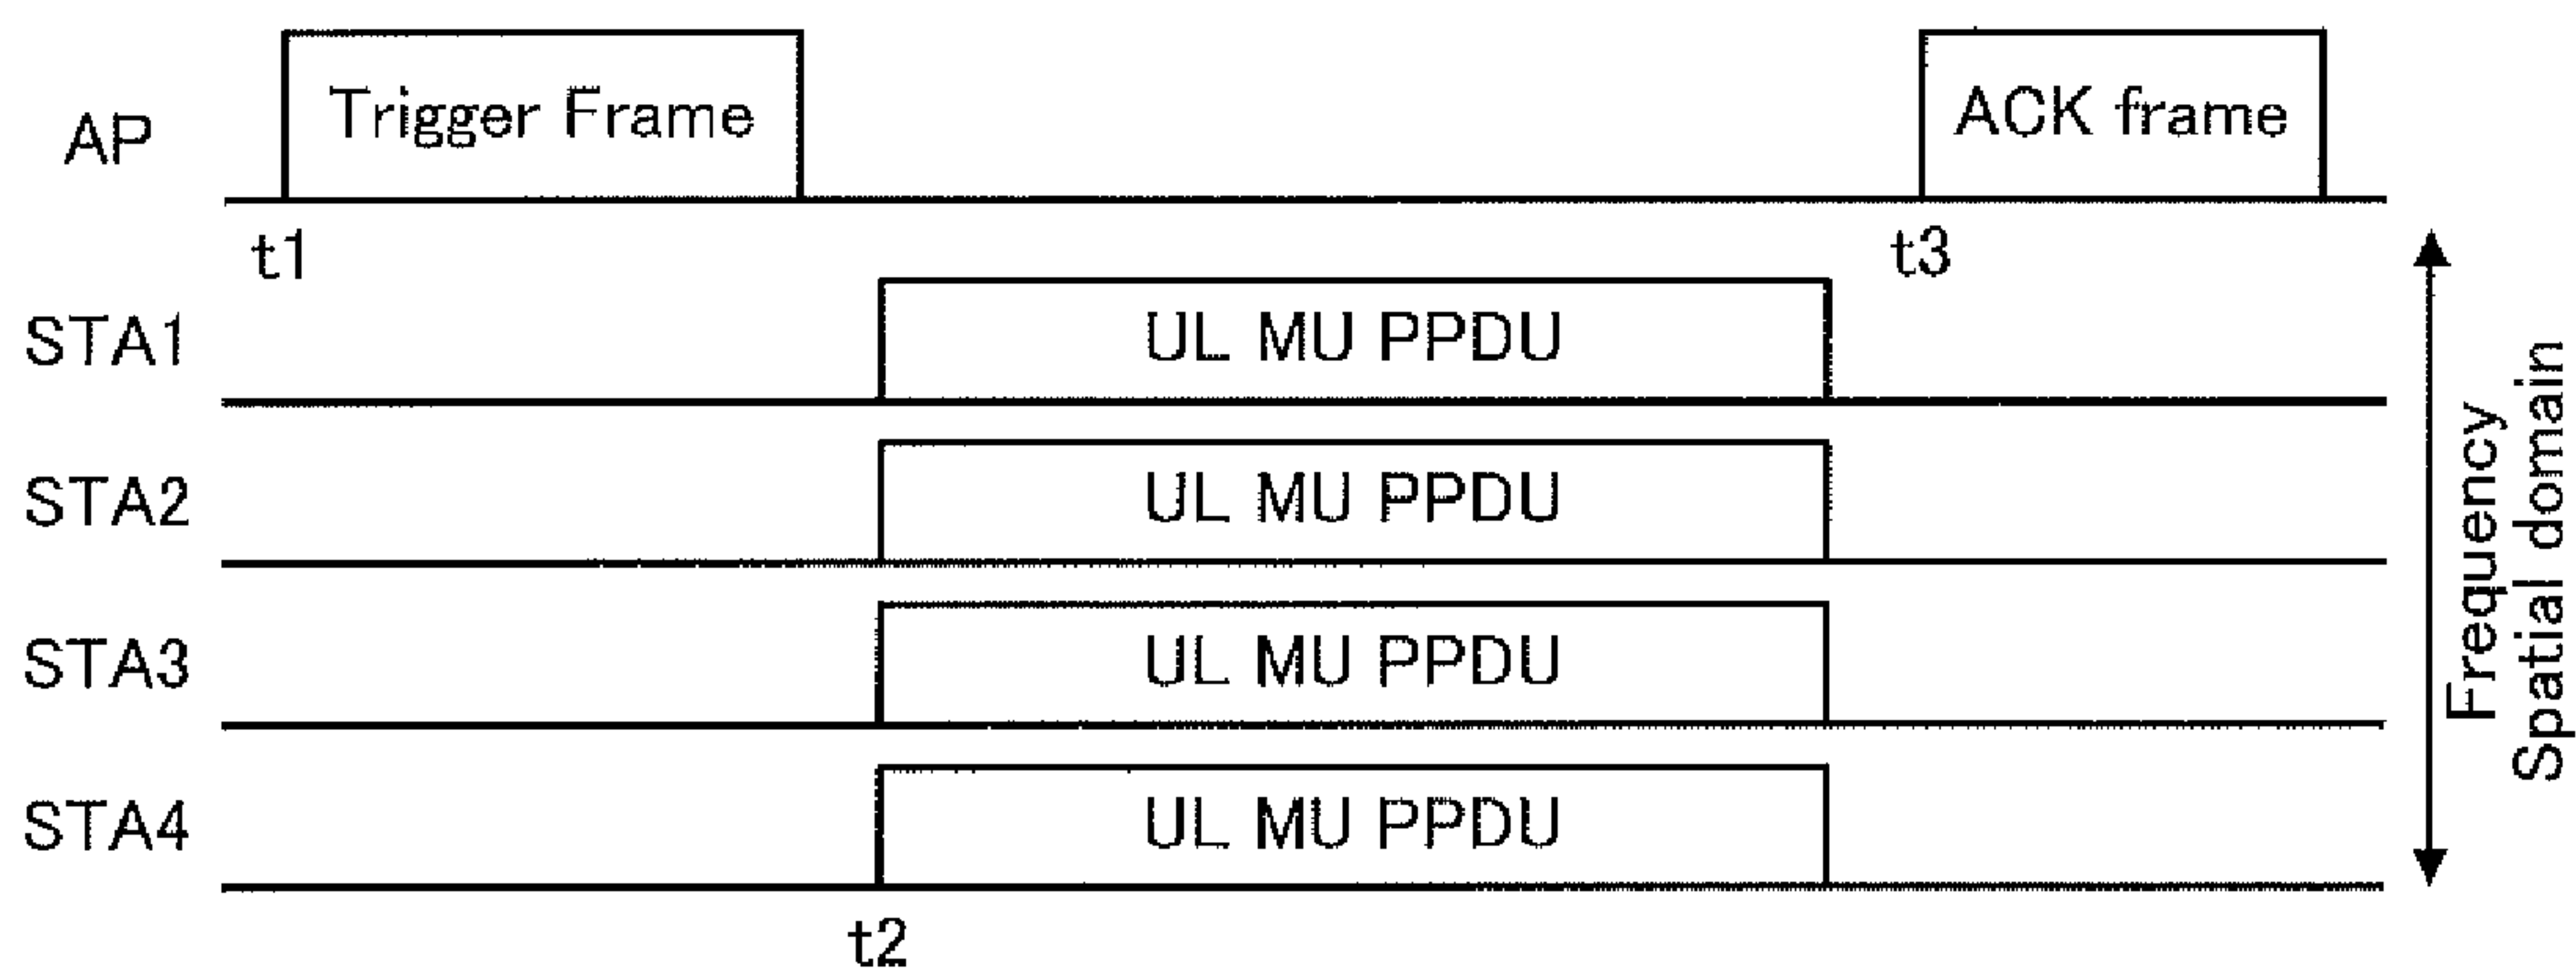 AP
Trigger Frame
ACK frame
t1
t3
STA1
UL MU PPDU
STA2
UL MU PPDU
STA3
UL MU PPDU
STA4
UL MU PPDU
t2
Frequency
Spatial domain